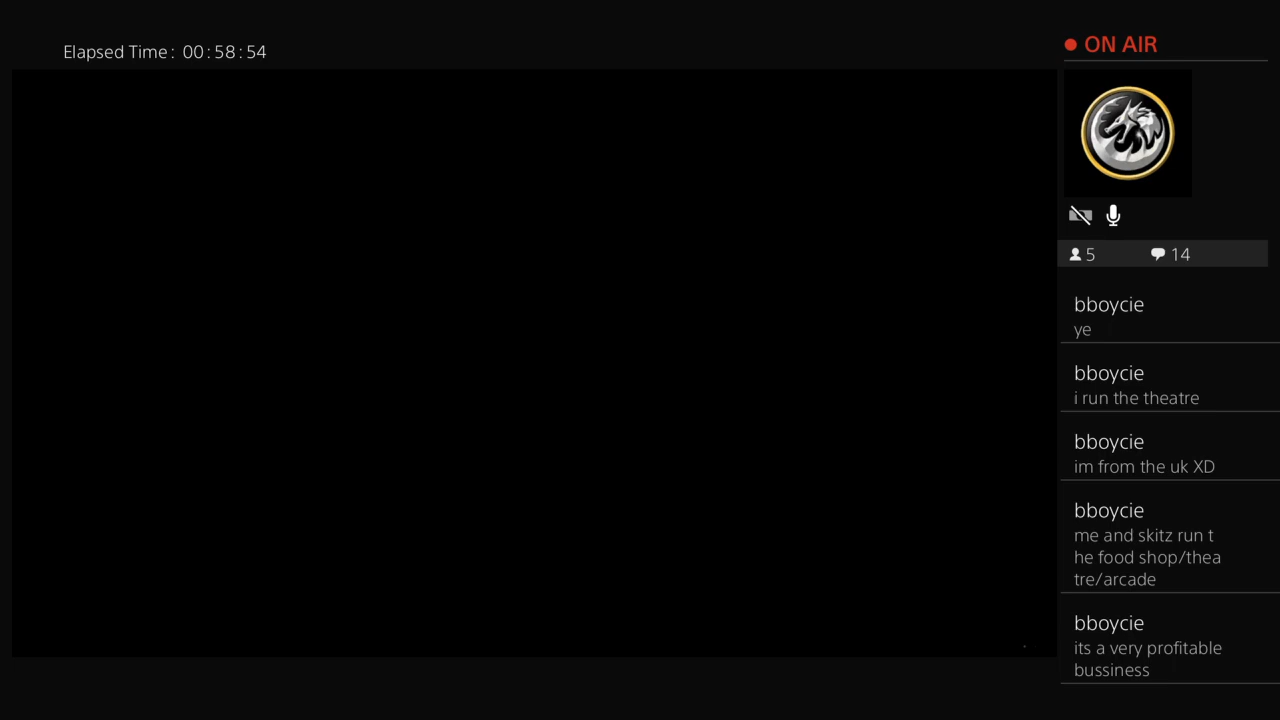 Elapsed Time: 00:58:54
ON AIR
5 14
bboycie
ye
bboycie
i run the theatre
bboycie
im from the uk XD
bboycie
me and skitz run t
he food shop/thea
tre/arcade
bboycie
its a very profitable
bussiness